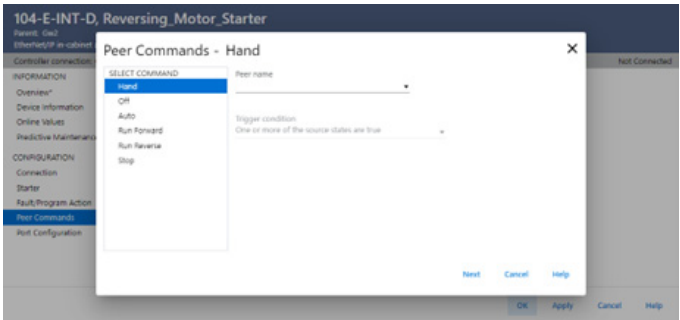 104-E-INT-D, Reversing_Motor_Starter
Parent: Gw2
EtherNet/IP in-cabinet
Controller connection:
Not Connected
INFORMATION
Overview*
Device Information
Online Values
Predictive Maintenanc
CONFIGURATION
Connection
Starter
Fault/Program Action
Peer Commands
Port Configuration
Peer Commands - Hand
SELECT COMMAND
Hand
Off
Auto
Run Forward
Run Reverse
Stop
Peer name
Trigger condition
One or more of the source states are true
Next Cancel Help
OK Apply Cancel Help